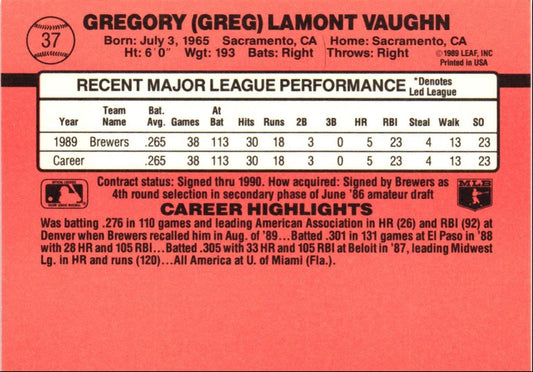 37
GREGORY (GREG) LAMONT VAUGHN
Born: July 3, 1965 Sacramento, CA Home: Sacramento, CA
Ht: 6´0˝ Wgt: 193 Bats: Right Throws: Right
©1989 LEAF, INC
Printed in USA
RECENT MAJOR LEAGUE PERFORMANCE *Denotes
Led League
Year Team Name Bat. Avg. Games At Bat Hits Runs 2B 3B HR RBI Steal Walk SO
1989 Brewers .265 38 113 30 18 3 0 5 23 4 13 23
Career .265 38 113 30 18 3 0 5 23 4 13 23
Contract status: Signed thru 1990. How acquired: Signed by Brewers as
4th round selection in secondary phase of June '86 amateur draft
MLB
CAREER HIGHLIGHTS
Was batting .276 in 110 games and leading American Association in HR (26) and RBI (92) at
Denver when Brewers recalled him in Aug. of '89...Batted .301 in 131 games at El Paso in '88
with 28 HR and 105 RBI...Batted .305 with 33 HR and 105 RBI at Beloit in '87, leading Midwest
Lg. in HR and runs (120)...All America at U. of Miami (Fla.).